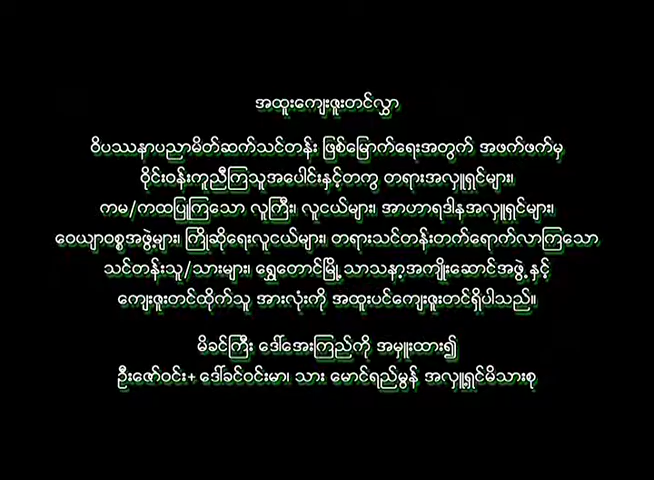 အထူးကျေးဇူးတင်လွှာ
ဝိပဿနာပညာမိတ်ဆက်သင်တန်း ဖြစ်မြောက်ရေးအတွက် အဖက်ဖက်မှ
ဝိုင်းဝန်းကူညီကြသူအပေါင်းနှင့်တကွ တရားအလှူရှင်များ၊
ကမ/ကထပြုကြသော လူကြီး၊ လူငယ်များ၊ အာဟာရဒါနအလှူရှင်များ၊
ဝေယျာဝစ္စအဖွဲ့များ၊ ကြိုဆိုရေးလူငယ်များ၊ တရားသင်တန်းတက်ရောက်လာကြသော
သင်တန်းသူ/သားများ၊ ရွှေတောင်မြို့ သာသနာ့အကျိုးဆောင်အဖွဲ့ နှင့်
ကျေးဇူးတင်ထိုက်သူ အားလုံးကို အထူးပင်ကျေးဇူးတင်ရှိပါသည်။
မိခင်ကြီး ဒေါ်အေးကြည်ကို အမှူးထား၍
ဦးဇော်ဝင်း+ ဒေါ်ခင်ဝင်းမာ၊ သား မောင်ရည်မွန် အလှူရှင်မိသားစု